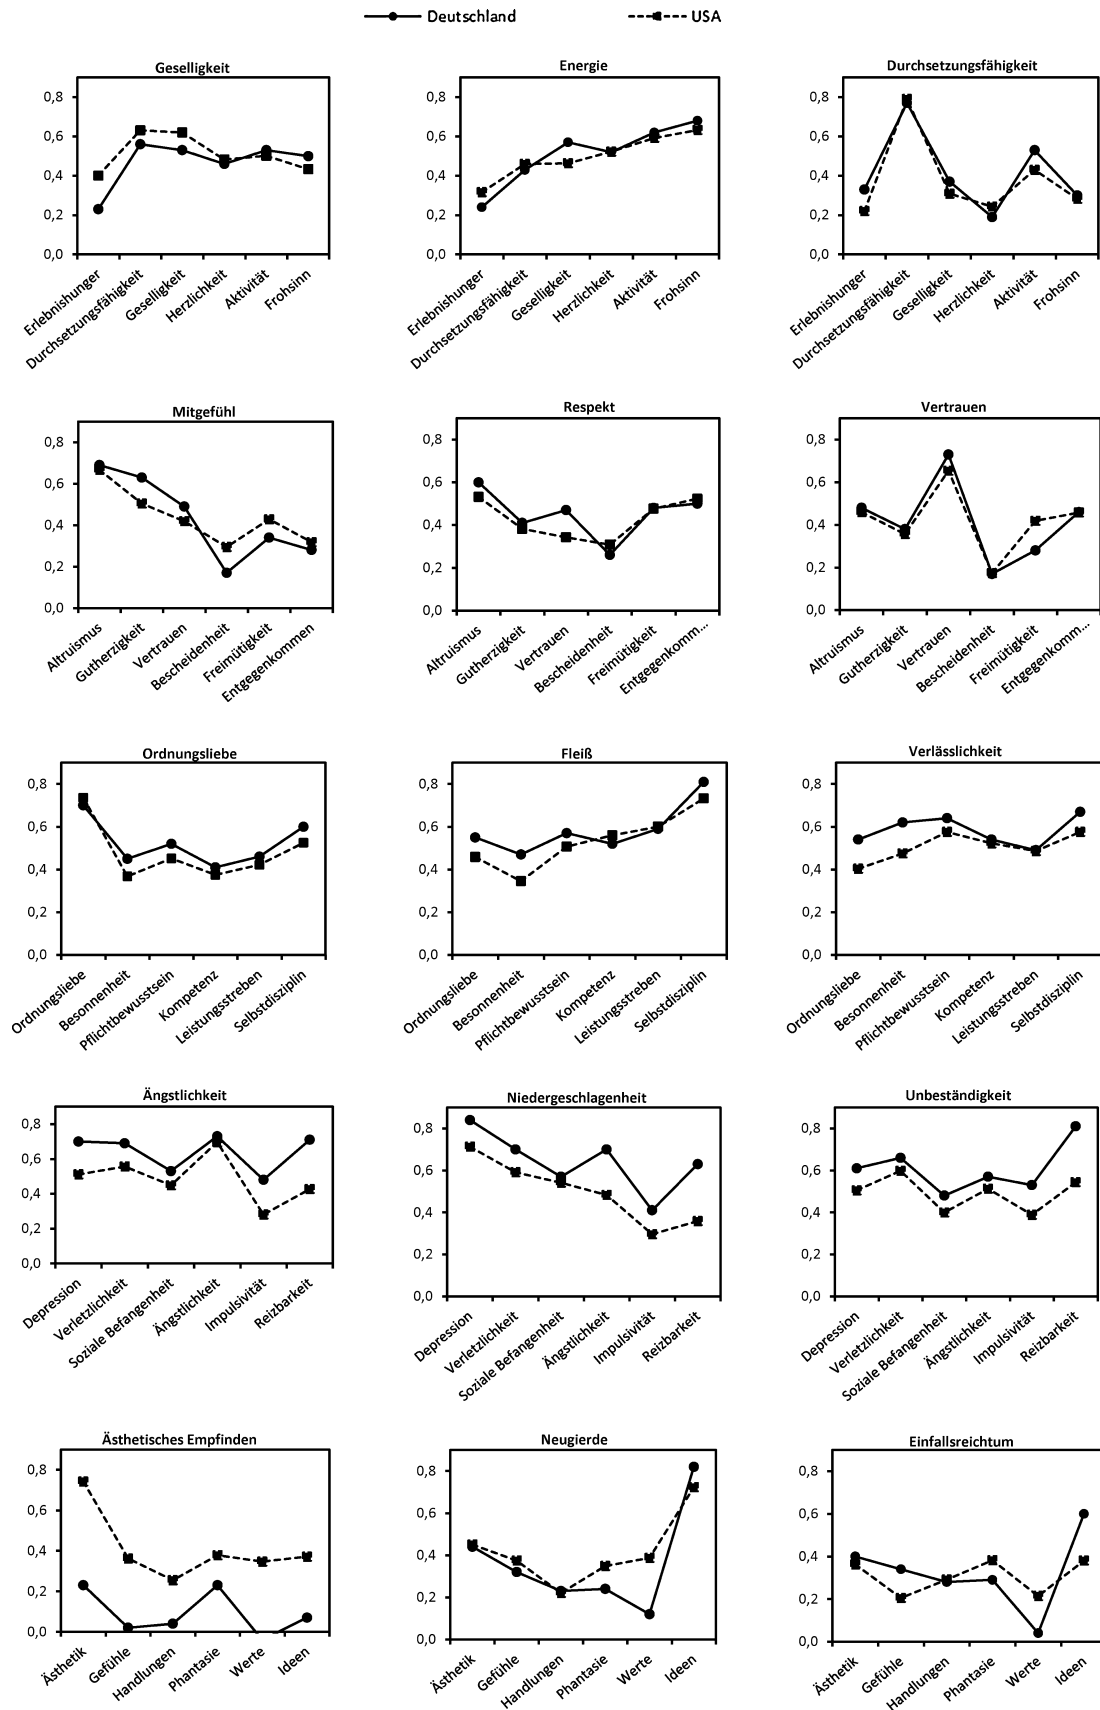 Deutschland USA
Geselligkeit
0,8
0,6
0,4
0,2
0,0
Erlebnishunger
Durchsetzungsfähigkeit
Geselligkeit
Herzlichkeit
Aktivität
Frohsinn
Energie
0,8
0,6
0,4
0,2
0,0
Erlebnishunger
Durchsetzungsfähigkeit
Geselligkeit
Herzlichkeit
Aktivität
Frohsinn
Durchsetzungsfähigkeit
0,8
0,6
0,4
0,2
0,0
Erlebnishunger
Durchsetzungsfähigkeit
Geselligkeit
Herzlichkeit
Aktivität
Frohsinn
Mitgefühl
0,8
0,6
0,4
0,2
0,0
Altruismus
Gutherzigkeit
Vertrauen
Bescheidenheit
Freimütigkeit
Entgegenkommen
Respekt
0,8
0,6
0,4
0,2
0,0
Altruismus
Gutherzigkeit
Vertrauen
Bescheidenheit
Freimütigkeit
Entgegenkomm...
Vertrauen
0,8
0,6
0,4
0,2
0,0
Altruismus
Gutherzigkeit
Vertrauen
Bescheidenheit
Freimütigkeit
Entgegenkomm...
Ordnungsliebe
0,8
0,6
0,4
0,2
0,0
Ordnungsliebe
Besonnenheit
Pflichtbewusstsein
Kompetenz
Leistungsstreben
Selbstdisziplin
Fleiß
0,8
0,6
0,4
0,2
0,0
Ordnungsliebe
Besonnenheit
Pflichtbewusstsein
Kompetenz
Leistungsstreben
Selbstdisziplin
Verlässlichkeit
0,8
0,6
0,4
0,2
0,0
Ordnungsliebe
Besonnenheit
Pflichtbewusstsein
Kompetenz
Leistungsstreben
Selbstdisziplin
Ängstlichkeit
0,8
0,6
0,4
0,2
0,0
Depression
Verletzlichkeit
Soziale Befangenheit
Ängstlichkeit
Impulsivität
Reizbarkeit
Niedergeschlagenheit
0,8
0,6
0,4
0,2
0,0
Depression
Verletzlichkeit
Soziale Befangenheit
Ängstlichkeit
Impulsivität
Reizbarkeit
Unbeständigkeit
0,8
0,6
0,4
0,2
0,0
Depression
Verletzlichkeit
Soziale Befangenheit
Ängstlichkeit
Impulsivität
Reizbarkeit
Ästhetisches Empfinden
0,8
0,6
0,4
0,2
0,0
Ästhetik
Gefühle
Handlungen
Phantasie
Werte
Ideen
Neugierde
0,8
0,6
0,4
0,2
0,0
Ästhetik
Gefühle
Handlungen
Phantasie
Werte
Ideen
Einfallsreichtum
0,8
0,6
0,4
0,2
0,0
Ästhetik
Gefühle
Handlungen
Phantasie
Werte
Ideen